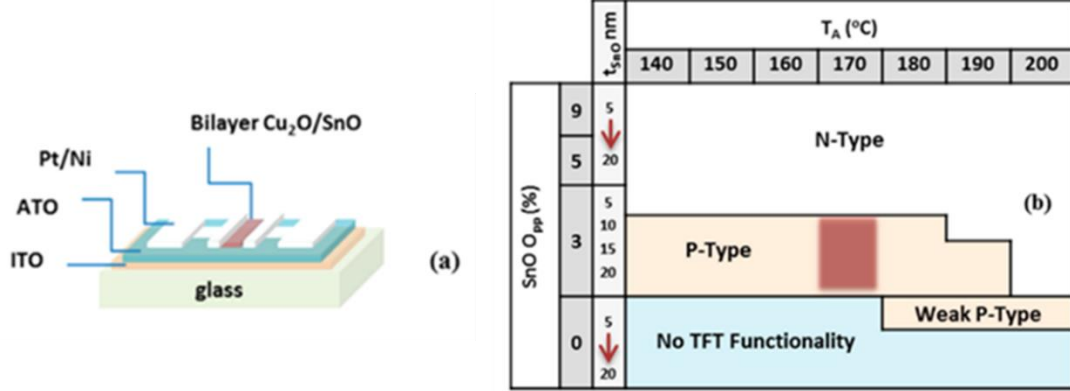 Bilayer Cu₂O/SnO
Pt/Ni
ATO
ITO
glass
(a)
t_SnO nm
T_A (°C)
140 150 160 170 180 190 200
SnO O_pp (%)
9
5
3
0
5
20
5
10
15
20
5
20
N-Type
(b)
P-Type
Weak P-Type
No TFT Functionality